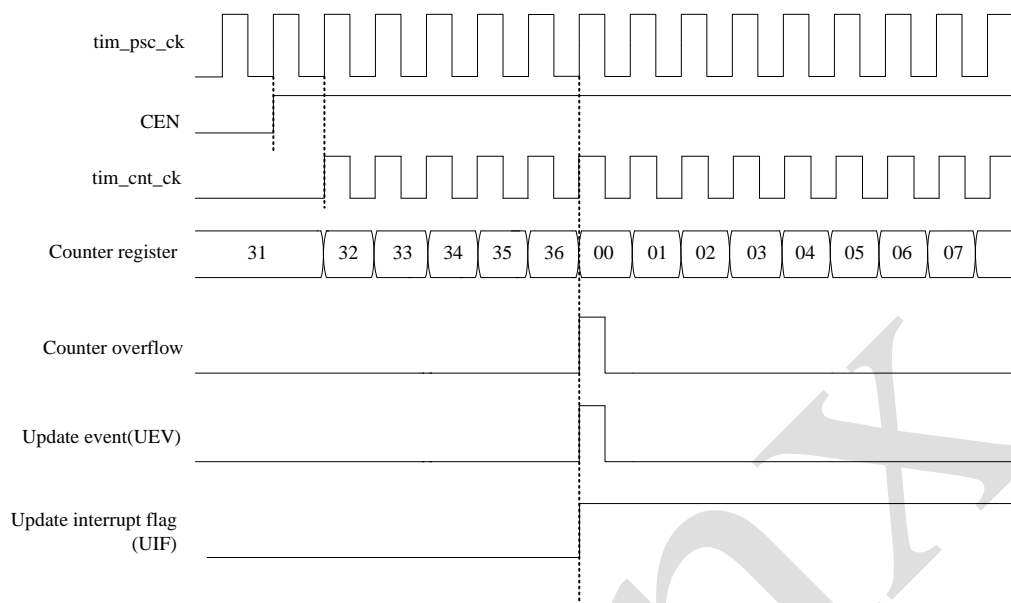 tim_psc_ck
CEN
tim_cnt_ck
Counter register 31 32 33 34 35 36 00 01 02 03 04 05 06 07
Counter overflow
Update event(UEV)
Update interrupt flag
(UIF)